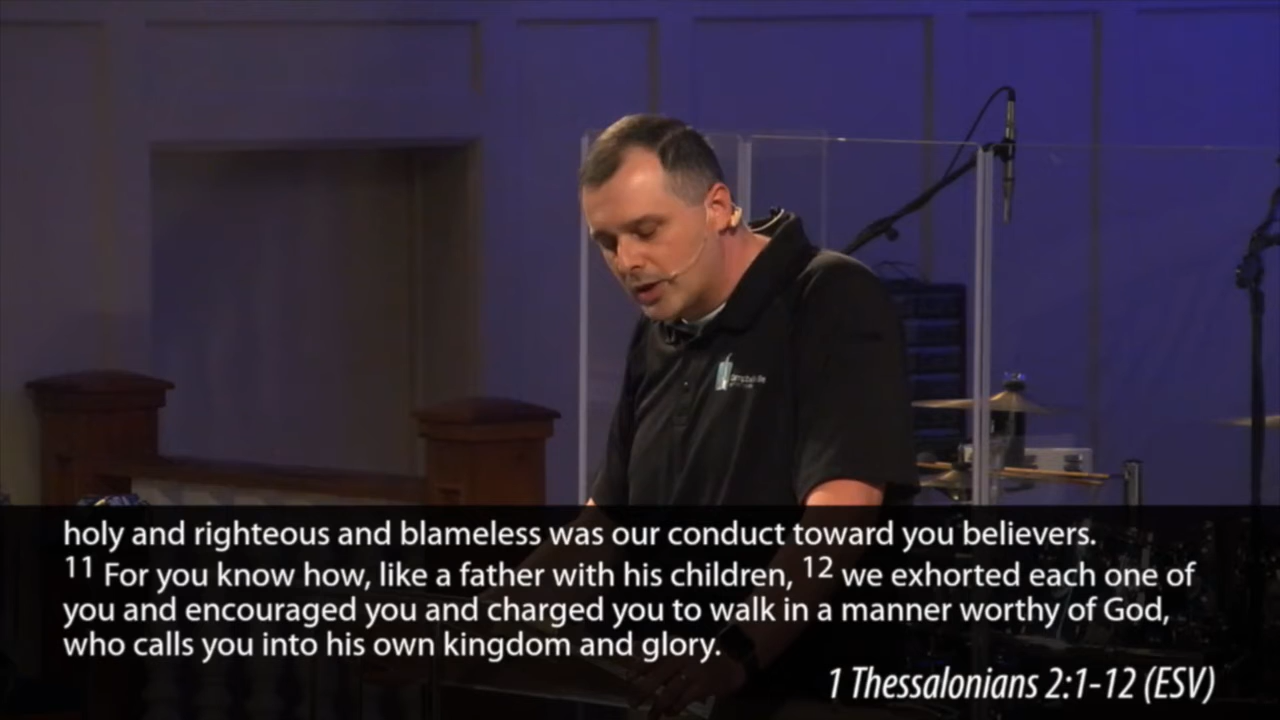 holy and righteous and blameless was our conduct toward you believers.
11 For you know how, like a father with his children, 12 we exhorted each one of
you and encouraged you and charged you to walk in a manner worthy of God,
who calls you into his own kingdom and glory.
1 Thessalonians 2:1-12 (ESV)